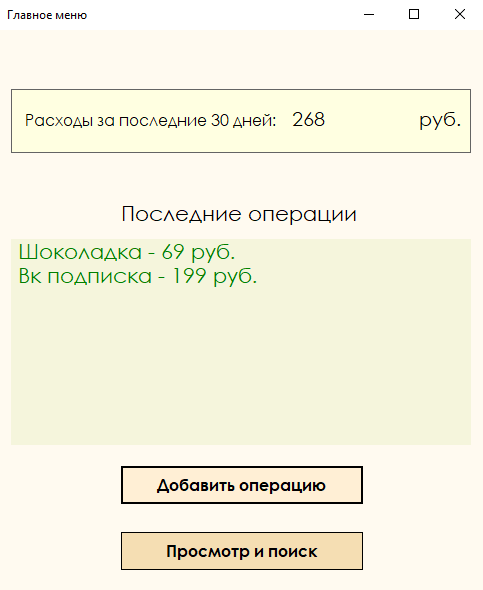 Главное меню
Расходы за последние 30 дней: 268 руб.
Последние операции
Шоколадка - 69 руб.
Вк подписка - 199 руб.
Добавить операцию
Просмотр и поиск